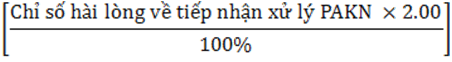 [Chỉ số hài lòng về tiếp nhận xử lý PAKN × 2.00]
100%